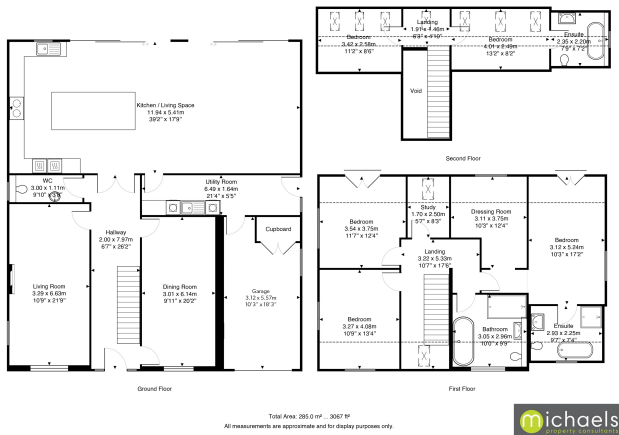 Kitchen / Living Space
11.94 x 5.41m
39'2" x 17'9"
WC
3.00 x 1.11m
Utility Room
6.49 x 1.64m
21'4" x 5'5"
Hallway
2.00 x 7.97m
6'7" x 26'2"
Cupboard
Living Room
3.29 x 6.63m
10'9" x 21'9"
Dining Room
3.01 x 6.14m
9'11" x 20'2"
Garage
3.12 x 5.57m
10'3" x 18'3"
Ground Floor
Bedroom
3.42 x 2.58m
11'2" x 8'6"
Landing
1.91 x 1.46m
6'3" x 4'10"
Bedroom
4.01 x 2.49m
13'2" x 8'2"
Ensuite
2.35 x 2.20m
7'9" x 7'2"
Void
Second Floor
Bedroom
3.54 x 3.75m
11'7" x 12'4"
Study
1.70 x 2.50m
5'7" x 8'3"
Dressing Room
3.11 x 3.75m
10'3" x 12'4"
Bedroom
3.12 x 5.24m
10'3" x 17'2"
Landing
3.22 x 5.33m
10'7" x 17'6"
Bedroom
3.27 x 4.08m
10'9" x 13'4"
Bathroom
3.05 x 2.96m
10'0" x 9'9"
Ensuite
2.93 x 2.25m
9'7" x 7'4"
First Floor
Total Area: 285.0 m² ... 3067 ft²
All measurements are approximate and for display purposes only.
michaels
property consultants